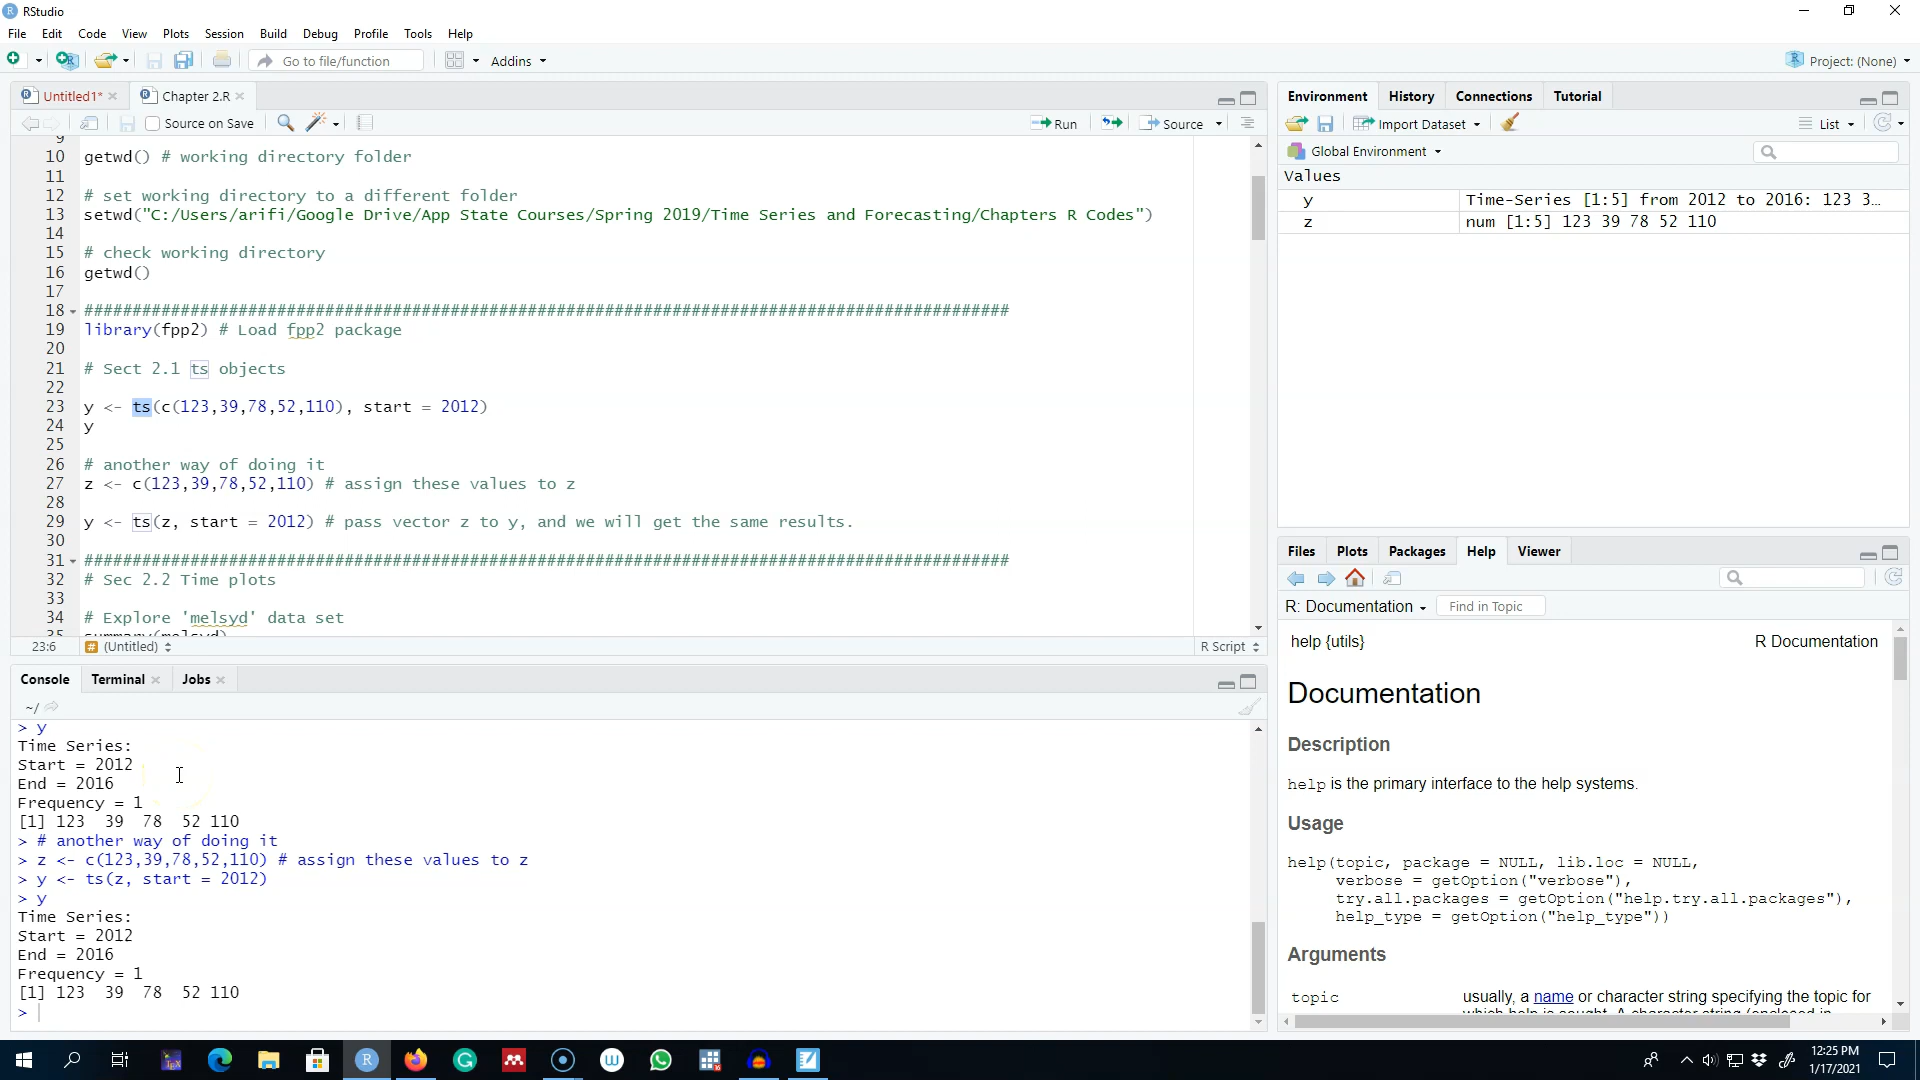 RStudio
File Edit Code View Plots Session Build Debug Profile Tools Help
Go to file/function Addins Project: (None)
Untitled1* Chapter 2.R
Source on Save Run Source
9
10 getwd() # working directory folder
11
12 # set working directory to a different folder
13 setwd("C:/Users/arifi/Google Drive/App State Courses/Spring 2019/Time Series and Forecasting/Chapters R Codes")
14
15 # check working directory
16 getwd()
17
18 ################################################################################################
19 library(fpp2) # Load fpp2 package
20
21 # Sect 2.1 ts objects
22
23 y <- ts(c(123,39,78,52,110), start = 2012)
24 y
25
26 # another way of doing it
27 z <- c(123,39,78,52,110) # assign these values to z
28
29 y <- ts(z, start = 2012) # pass vector z to y, and we will get the same results.
30
31 ################################################################################################
32 # Sec 2.2 Time plots
33
34 # Explore 'melsyd' data set
35 summary(melsyd)
23:6 (Untitled) R Script
Console Terminal Jobs
~/
> y
Time Series:
Start = 2012
End = 2016
Frequency = 1
[1] 123 39 78 52 110
> # another way of doing it
> z <- c(123,39,78,52,110) # assign these values to z
> y <- ts(z, start = 2012)
> y
Time Series:
Start = 2012
End = 2016
Frequency = 1
[1] 123 39 78 52 110
>
Environment History Connections Tutorial
Import Dataset List
Global Environment
Values
y Time-Series [1:5] from 2012 to 2016: 123 3…
z num [1:5] 123 39 78 52 110
Files Plots Packages Help Viewer
R: Documentation Find in Topic
help {utils} R Documentation
Documentation
Description
help is the primary interface to the help systems.
Usage
help(topic, package = NULL, lib.loc = NULL,
verbose = getOption("verbose"),
try.all.packages = getOption("help.try.all.packages"),
help_type = getOption("help_type"))
Arguments
topic usually, a name or character string specifying the topic for
which help is sought. A character string (enclosed in
12:25 PM
1/17/2021